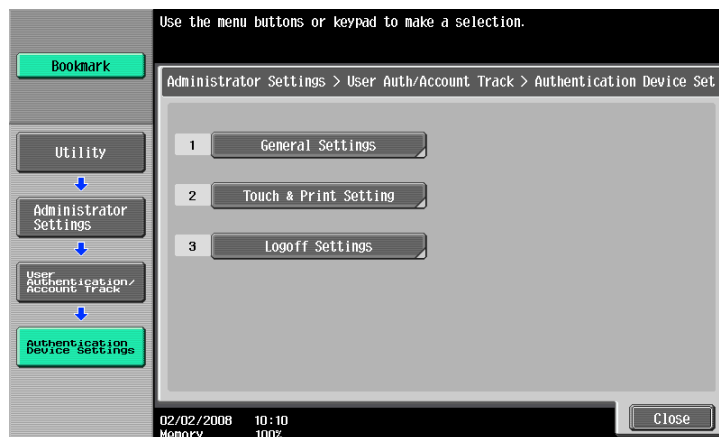 Use the menu buttons or keypad to make a selection.
Bookmark
Administrator Settings > User Auth/Account Track > Authentication Device Set
Utility
Administrator
Settings
User
Authentication/
Account Track
Authentication
Device Settings
1 General Settings
2 Touch & Print Setting
3 Logoff Settings
02/02/2008 10:10
Memory 100%
Close